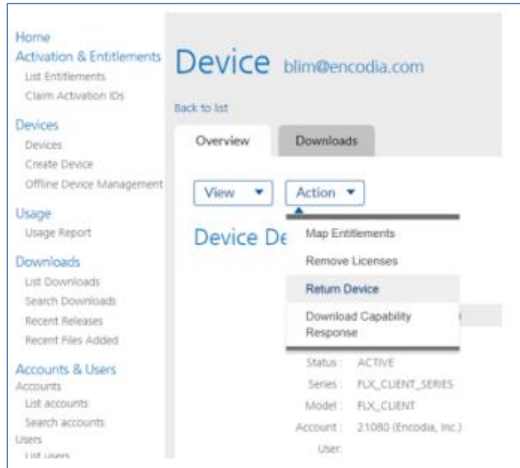 Home
Activation & Entitlements
List Entitlements
Claim Activation IDs
Devices
Devices
Create Device
Offline Device Management
Usage
Usage Report
Downloads
List Downloads
Search Downloads
Recent Releases
Recent Files Added
Accounts & Users
Accounts
List accounts
Search accounts
Users
List users
Device blim@encodia.com
Back to list
Overview Downloads
View Action
Device De
Map Entitlements
Remove Licenses
Return Device
Download Capability
Response
Status : ACTIVE
Series : FLX_CLIENT_SERIES
Model : FLX_CLIENT
Account : 21080 (Encodia, Inc.)
User: